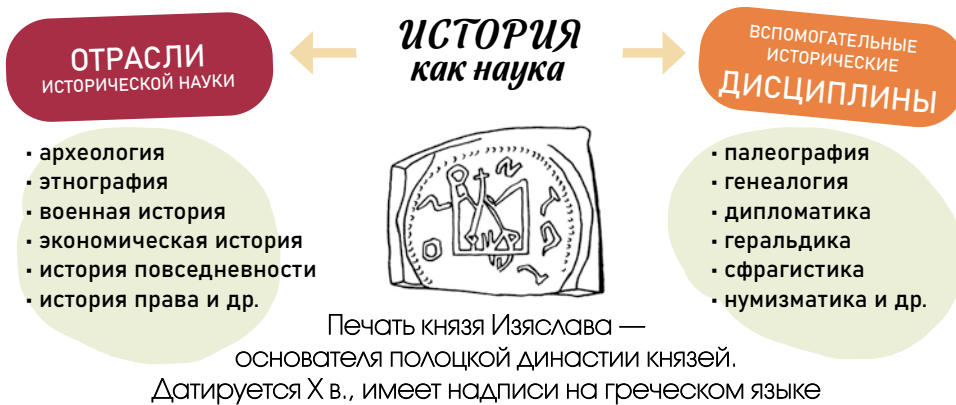 ИСТОРИЯ
как наука
ОТРАСЛИ
ИСТОРИЧЕСКОЙ НАУКИ
· археология
· этнография
· военная история
· экономическая история
· история повседневности
· история права и др.
ВСПОМОГАТЕЛЬНЫЕ
ИСТОРИЧЕСКИЕ
ДИСЦИПЛИНЫ
· палеография
· генеалогия
· дипломатика
· геральдика
· сфрагистика
· нумизматика и др.
Печать князя Изяслава —
основателя полоцкой династии князей.
Датируется X в., имеет надписи на греческом языке